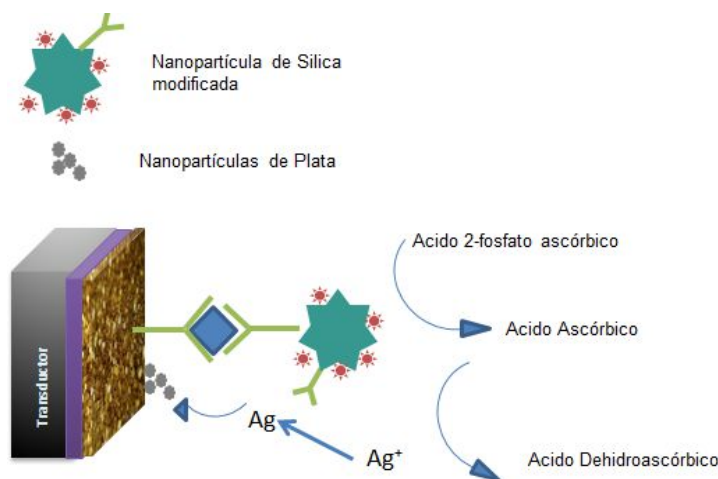 Nanopartícula de Silica
modificada
Nanopartículas de Plata
Acido 2-fosfato ascórbico
Acido Ascórbico
Transductor
Ag
Ag⁺
Acido Dehidroascórbico